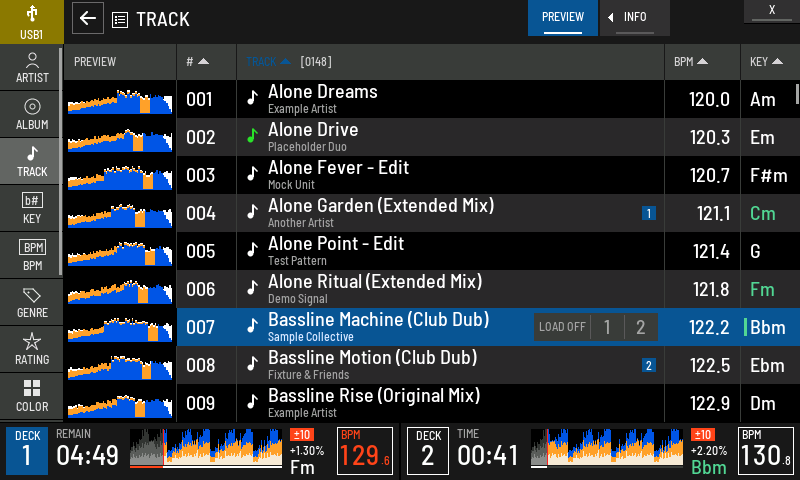 USB1
TRACK
PREVIEW
INFO
X
ARTIST
ALBUM
TRACK
b#
KEY
BPM
BPM
GENRE
RATING
COLOR
PREVIEW # TRACK [0148] BPM KEY
001 Alone Dreams 120.0 Am
Example Artist
002 Alone Drive 120.3 Em
Placeholder Duo
003 Alone Fever - Edit 120.7 F#m
Mock Unit
004 Alone Garden (Extended Mix) 1 121.1 Cm
Another Artist
005 Alone Point - Edit 121.4 G
Test Pattern
006 Alone Ritual (Extended Mix) 121.8 Fm
Demo Signal
007 Bassline Machine (Club Dub) LOAD OFF 1 2 122.2 Bbm
Sample Collective
008 Bassline Motion (Club Dub) 2 122.5 Ebm
Fixture & Friends
009 Bassline Rise (Original Mix) 122.9 Dm
Example Artist
DECK 1
REMAIN
04:49
±10
+1.30%
Fm
BPM
129.6
DECK 2
TIME
00:41
±10
+2.20%
Bbm
BPM
130.8